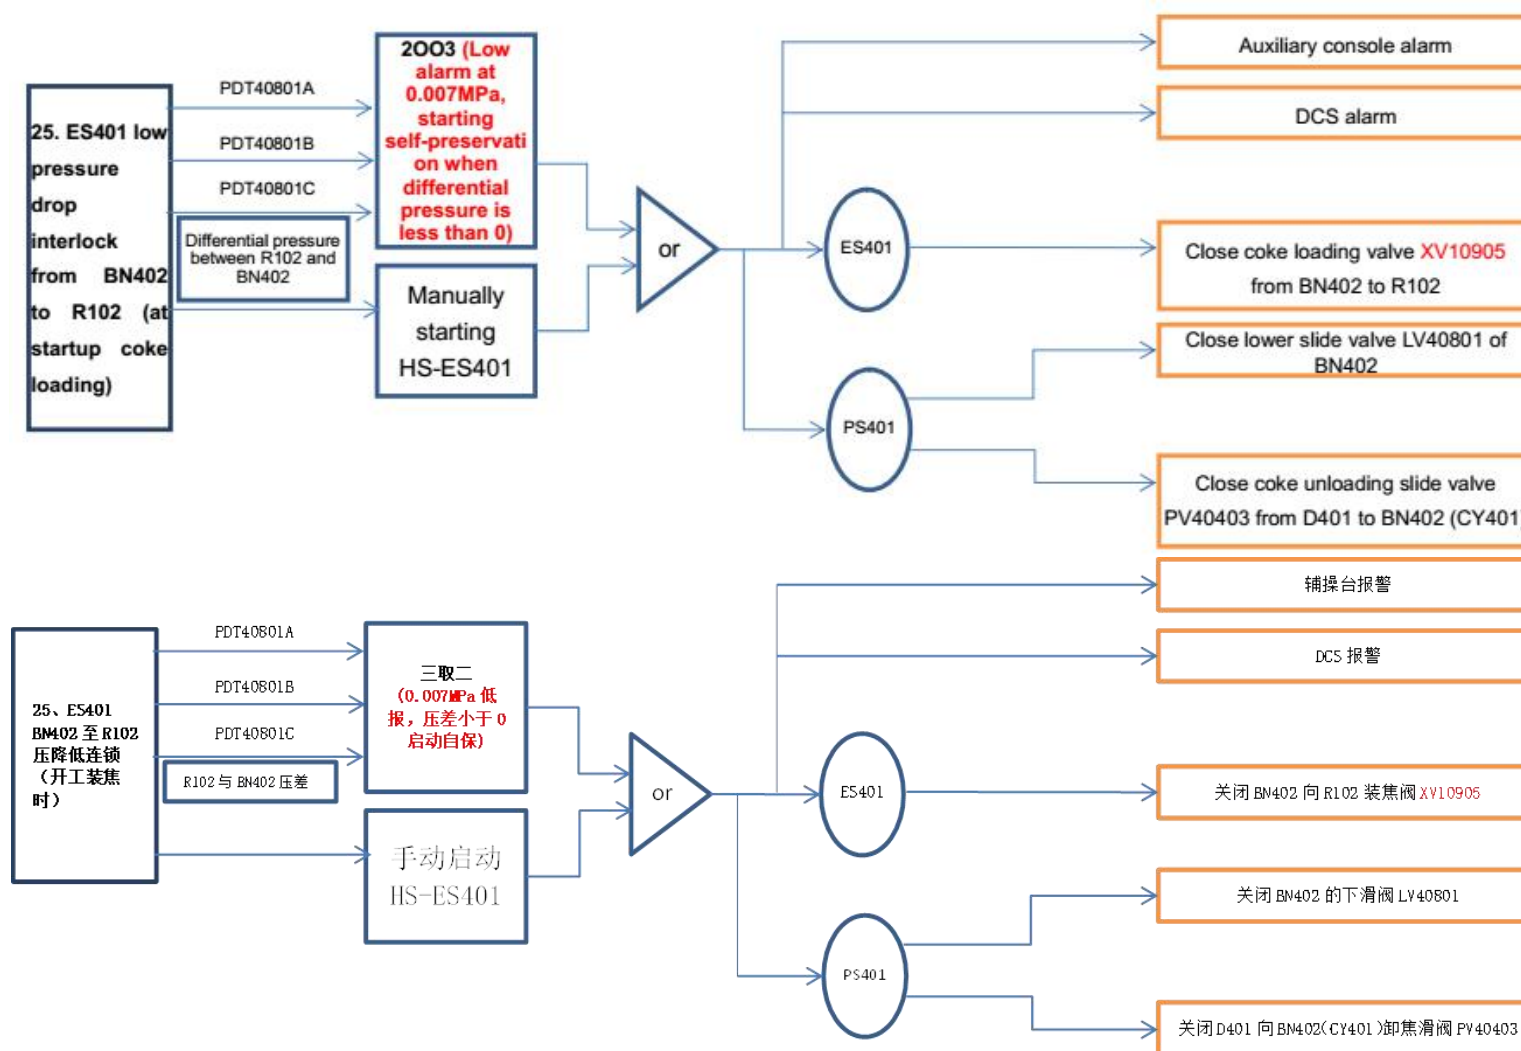 25. ES401 low
pressure
drop
interlock
from BN402
to R102 (at
startup coke
loading)
PDT40801A
PDT40801B
PDT40801C
Differential pressure
between R102 and
BN402
2OO3 (Low
alarm at
0.007MPa,
starting
self-preservati
on when
differential
pressure is
less than 0)
Manually
starting
HS-ES401
or
ES401
PS401
Auxiliary console alarm
DCS alarm
Close coke loading valve XV10905
from BN402 to R102
Close lower slide valve LV40801 of
BN402
Close coke unloading slide valve
PV40403 from D401 to BN402 (CY401)
25、ES401
BN402 至 R102
压降低连锁
（开工装焦
时）
PDT40801A
PDT40801B
PDT40801C
R102 与 BN402 压差
三取二
(0.007MPa 低
报，压差小于 0
启动自保)
手动启动
HS-ES401
or
ES401
PS401
辅操台报警
DCS 报警
关闭 BN402 向 R102 装焦阀 XV10905
关闭 BN402 的下滑阀 LV40801
关闭 D401 向 BN402(CY401)卸焦滑阀 PV40403